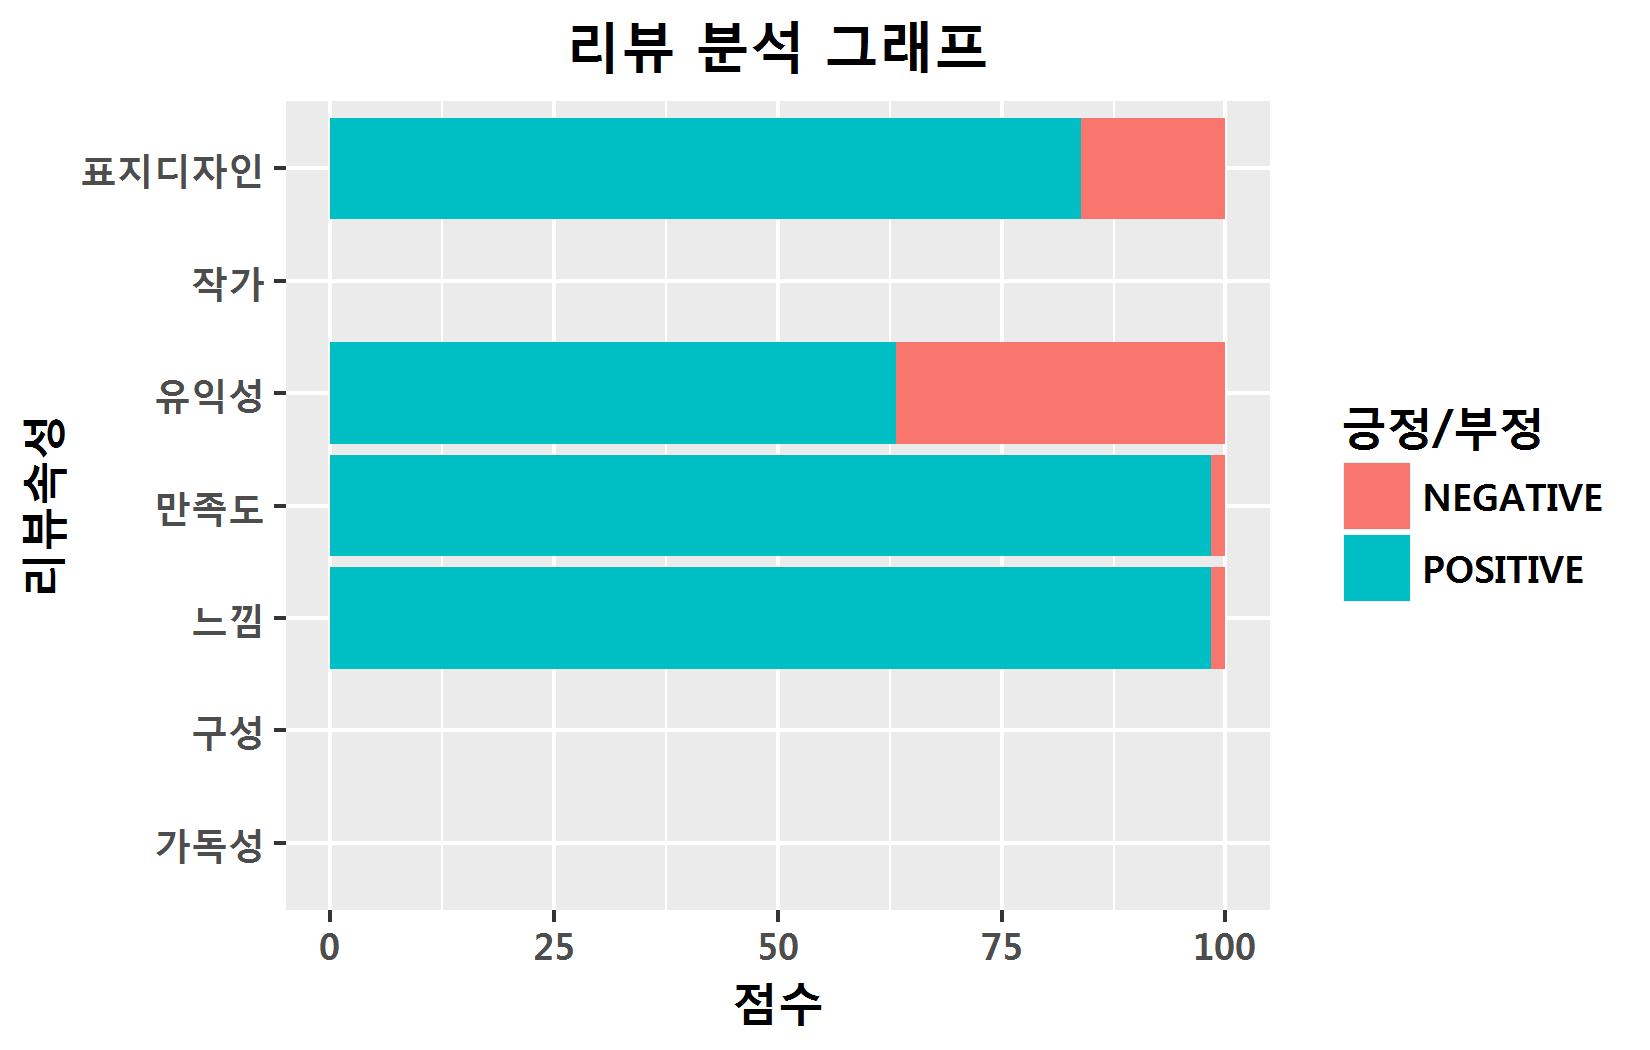 리뷰 분석 그래프
표지디자인
작가
유익성
만족도
느낌
구성
가독성
리뷰속성
0 25 50 75 100
점수
긍정/부정
NEGATIVE
POSITIVE